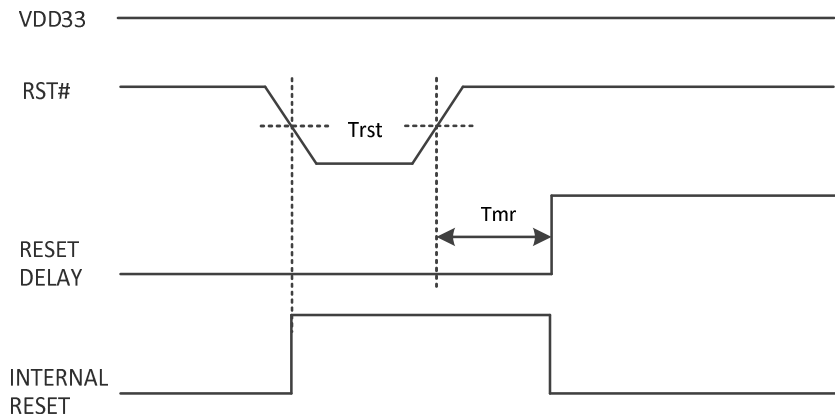 VDD33
RST#
Trst
Tmr
RESET
DELAY
INTERNAL
RESET